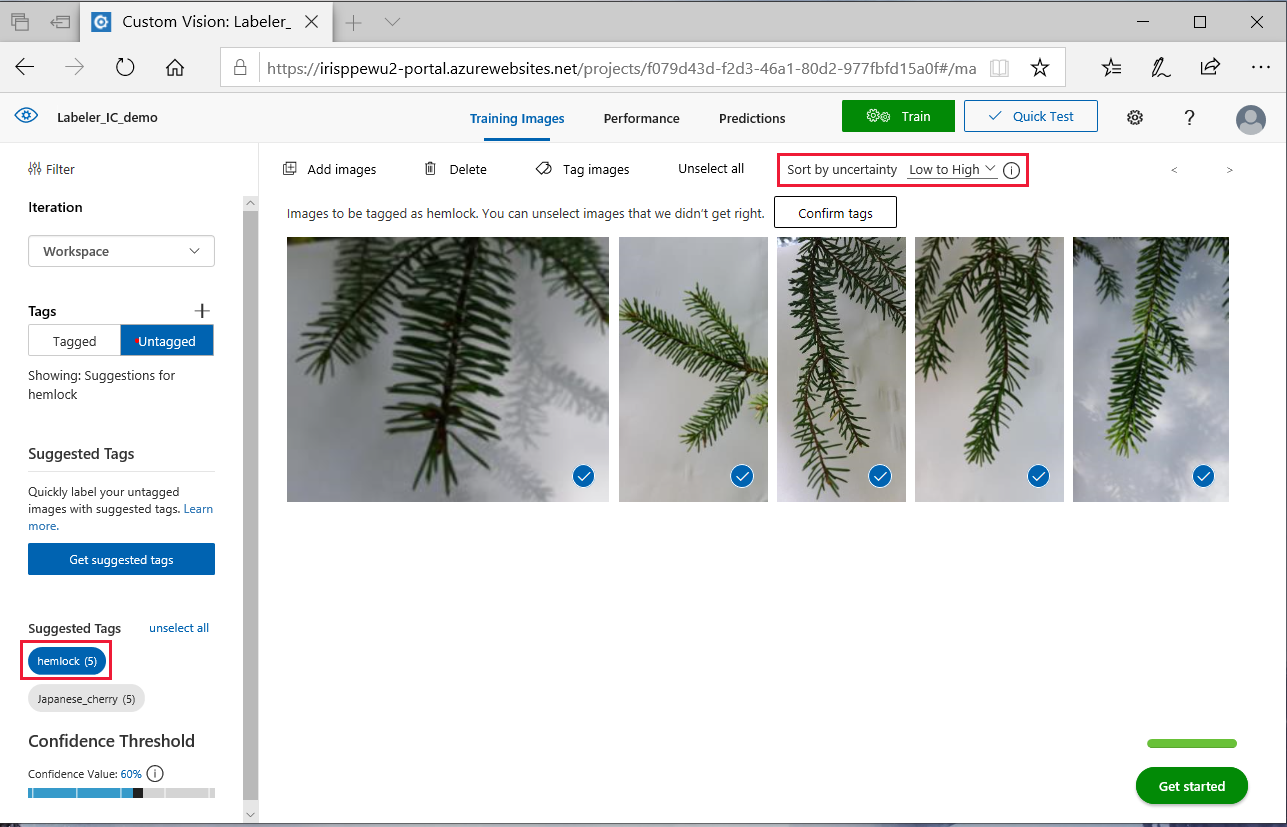 Custom Vision: Labeler_
https://irisppewu2-portal.azurewebsites.net/projects/f079d43d-f2d3-46a1-80d2-977fbfd15a0f#/ma
Labeler_IC_demo
Training Images
Performance
Predictions
Train
Quick Test
?
Filter
Iteration
Workspace
Tags
Tagged
Untagged
Showing: Suggestions for
hemlock
Suggested Tags
Quickly label your untagged
images with suggested tags. Learn
more.
Get suggested tags
Suggested Tags
unselect all
hemlock (5)
Japanese_cherry (5)
Confidence Threshold
Confidence Value: 60%
Add images
Delete
Tag images
Unselect all
Sort by uncertainty
Low to High
Images to be tagged as hemlock. You can unselect images that we didn't get right.
Confirm tags
Get started